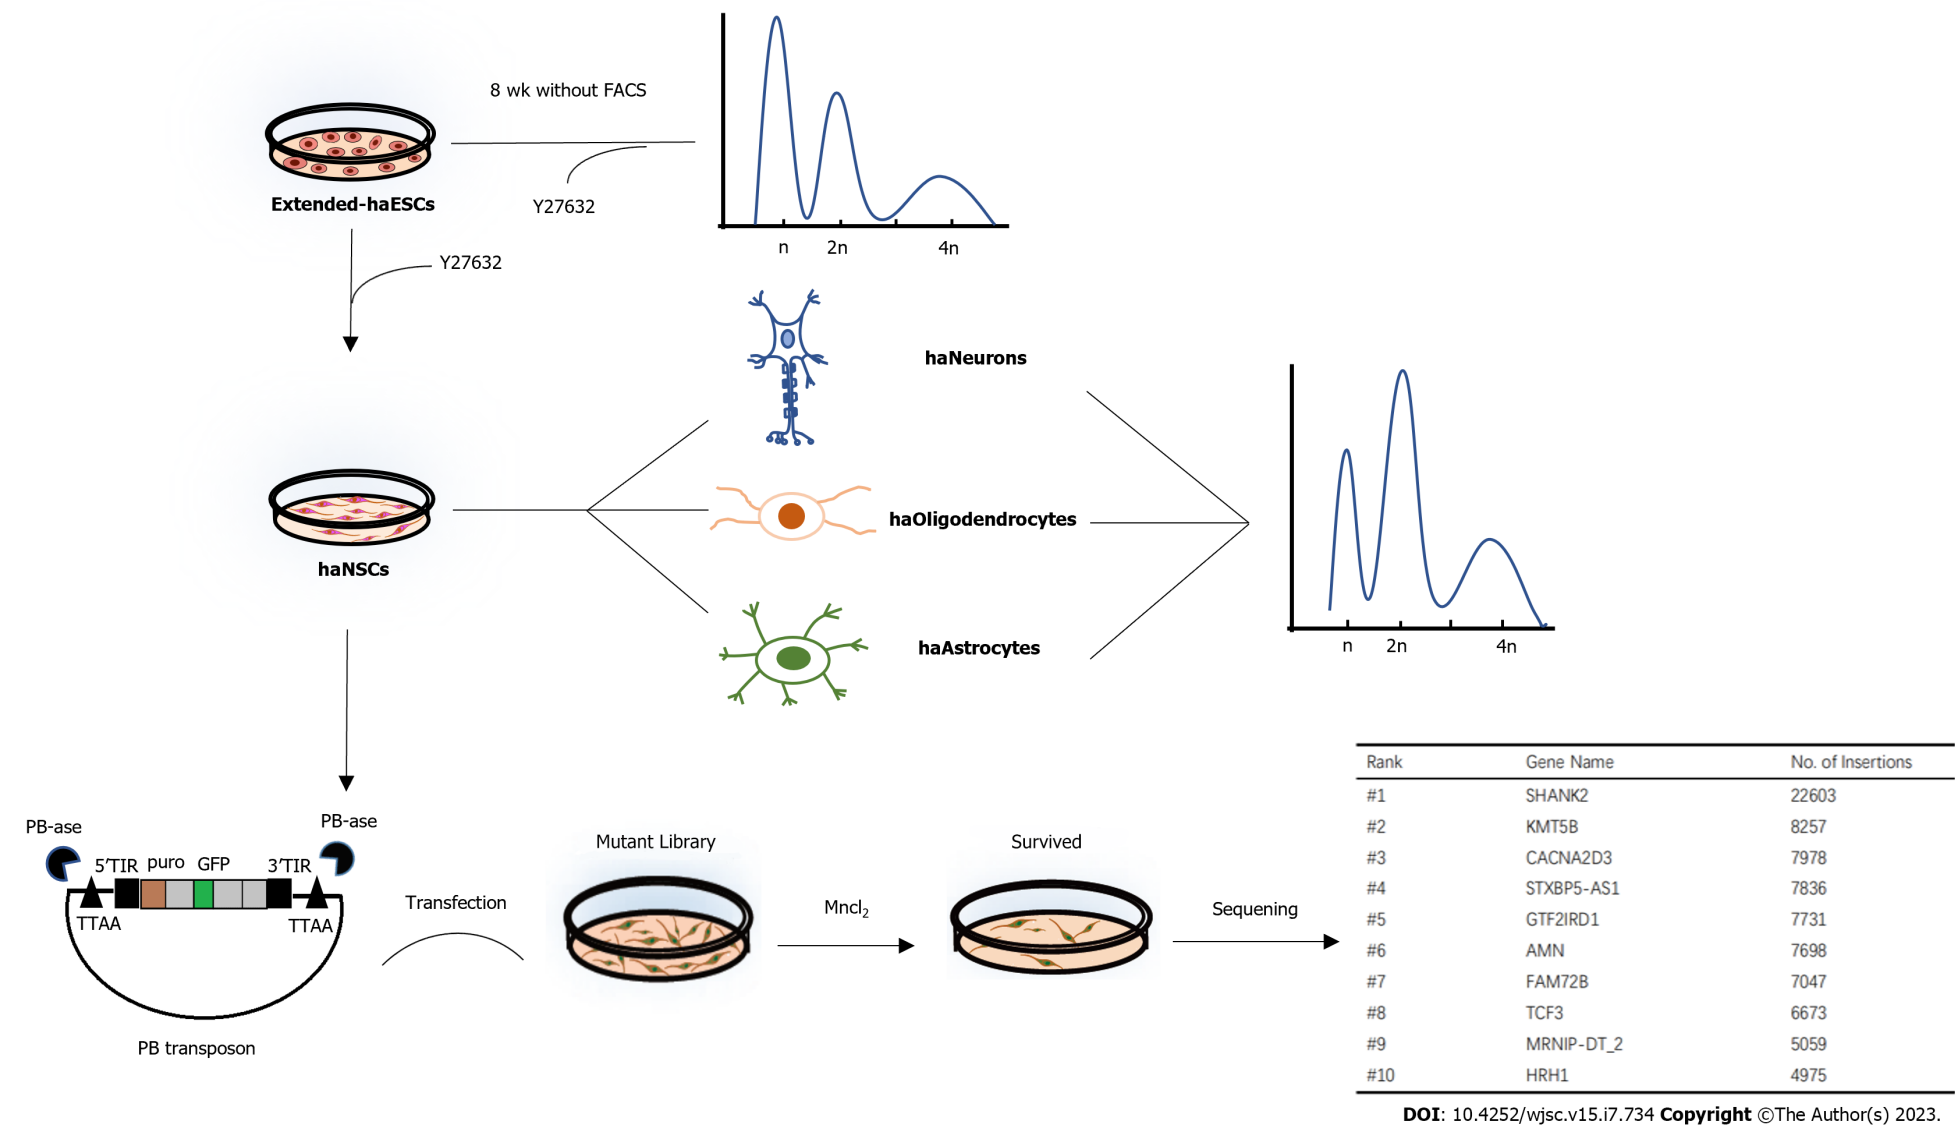 8 wk without FACS
Y27632
Extended-haESCs
n 2n 4n
Y27632
haNeurons
haOligodendrocytes
haAstrocytes
n 2n 4n
haNSCs
PB-ase
PB-ase
5′TIR puro GFP 3′TIR
TTAA
TTAA
PB transposon
Transfection
Mutant Library
Mncl₂
Survived
Sequencing
Rank Gene Name No. of Insertions
#1 SHANK2 22603
#2 KMT5B 8257
#3 CACNA2D3 7978
#4 STXBP5-AS1 7836
#5 GTF2IRD1 7731
#6 AMN 7698
#7 FAM72B 7047
#8 TCF3 6673
#9 MRNIP-DT_2 5059
#10 HRH1 4975
DOI: 10.4252/wjsc.v15.i7.734 Copyright ©The Author(s) 2023.